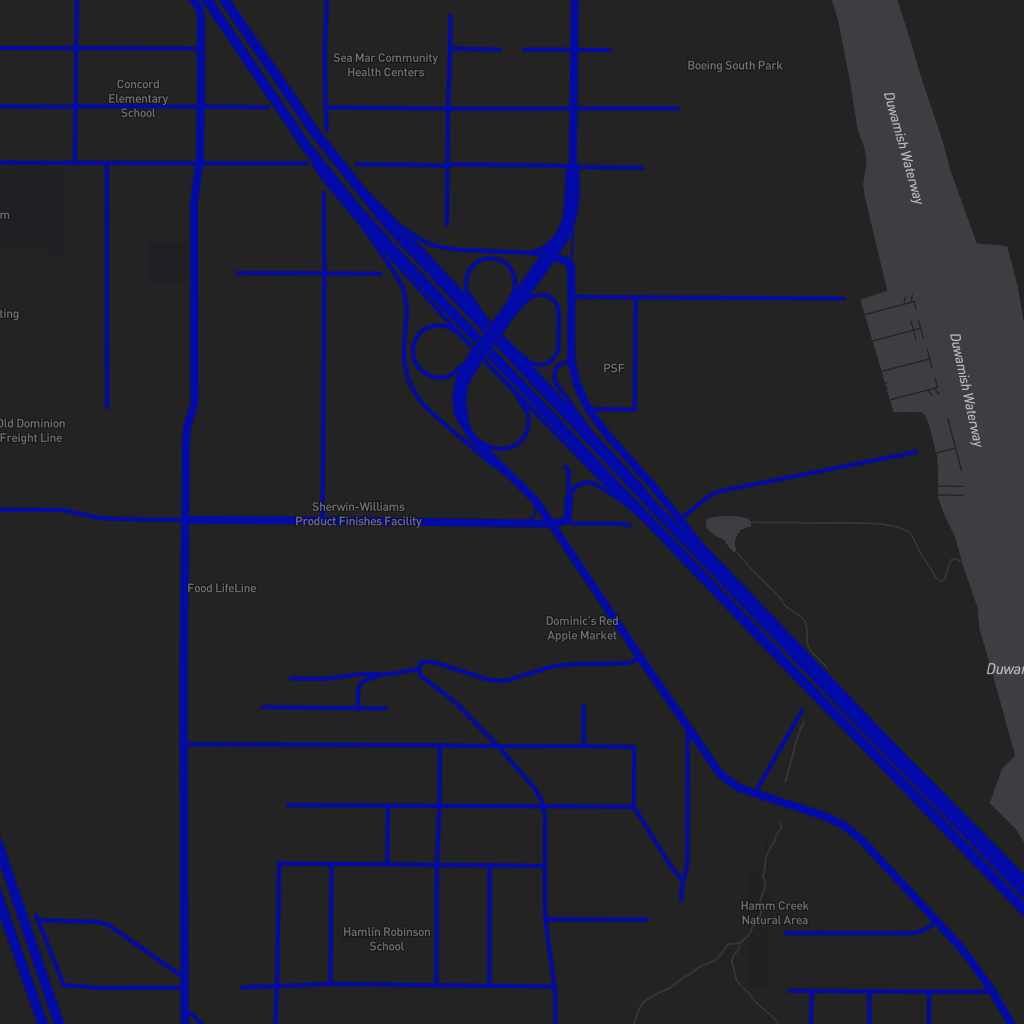 Sea Mar Community
Health Centers
Boeing South Park
Concord
Elementary
School
Duwamish Waterway
m
ting
Duwamish Waterway
PSF
Old Dominion
Freight Line
Sherwin-Williams
Product Finishes Facility
Food LifeLine
Dominic's Red
Apple Market
Duwar
Hamm Creek
Natural Area
Hamlin Robinson
School